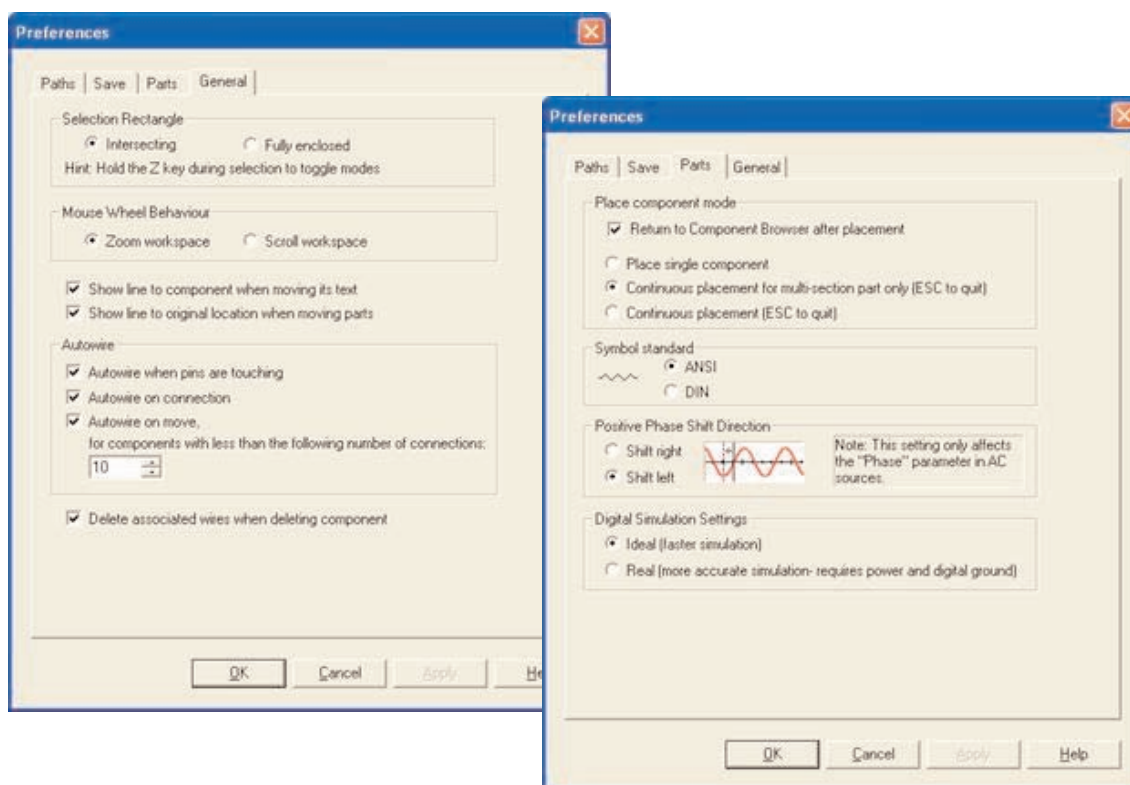 Preferences
Paths Save Parts General
Selection Rectangle
Intersecting Fully enclosed
Hint: Hold the Z key during selection to toggle modes
Mouse Wheel Behaviour
Zoom workspace Scroll workspace
Show line to component when moving its text
Show line to original location when moving parts
Autowire
Autowire when pins are touching
Autowire on connection
Autowire on move,
for components with less than the following number of connections:
10
Delete associated wires when deleting component
OK Cancel Apply He
Preferences
Paths Save Parts General
Place component mode
Return to Component Browser after placement
Place single component
Continuous placement for multi-section part only (ESC to quit)
Continuous placement (ESC to quit)
Symbol standard
ANSI
DIN
Positive Phase Shift Direction
Shift right
Shift left
Note: This setting only affects
the "Phase" parameter in AC
sources.
Digital Simulation Settings
Ideal (faster simulation)
Real (more accurate simulation- requires power and digital ground)
OK Cancel Apply Help